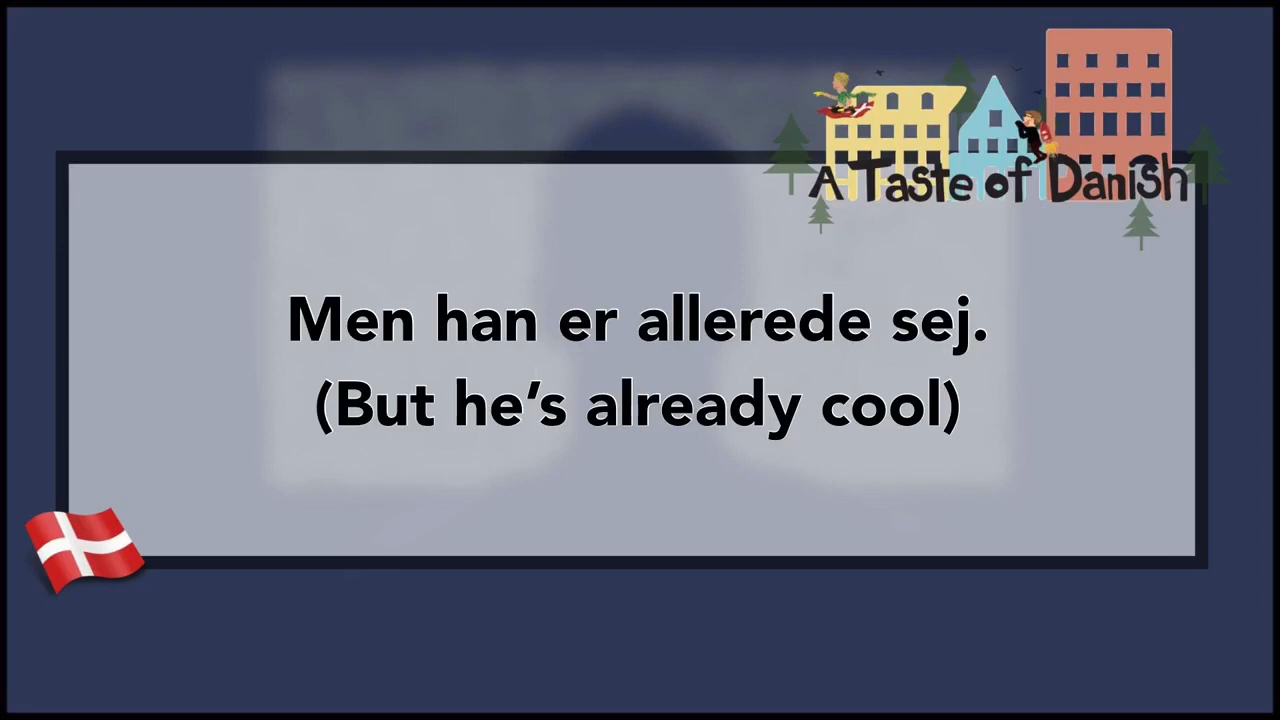 A Taste of Danish
Men han er allerede sej.
(But he’s already cool)